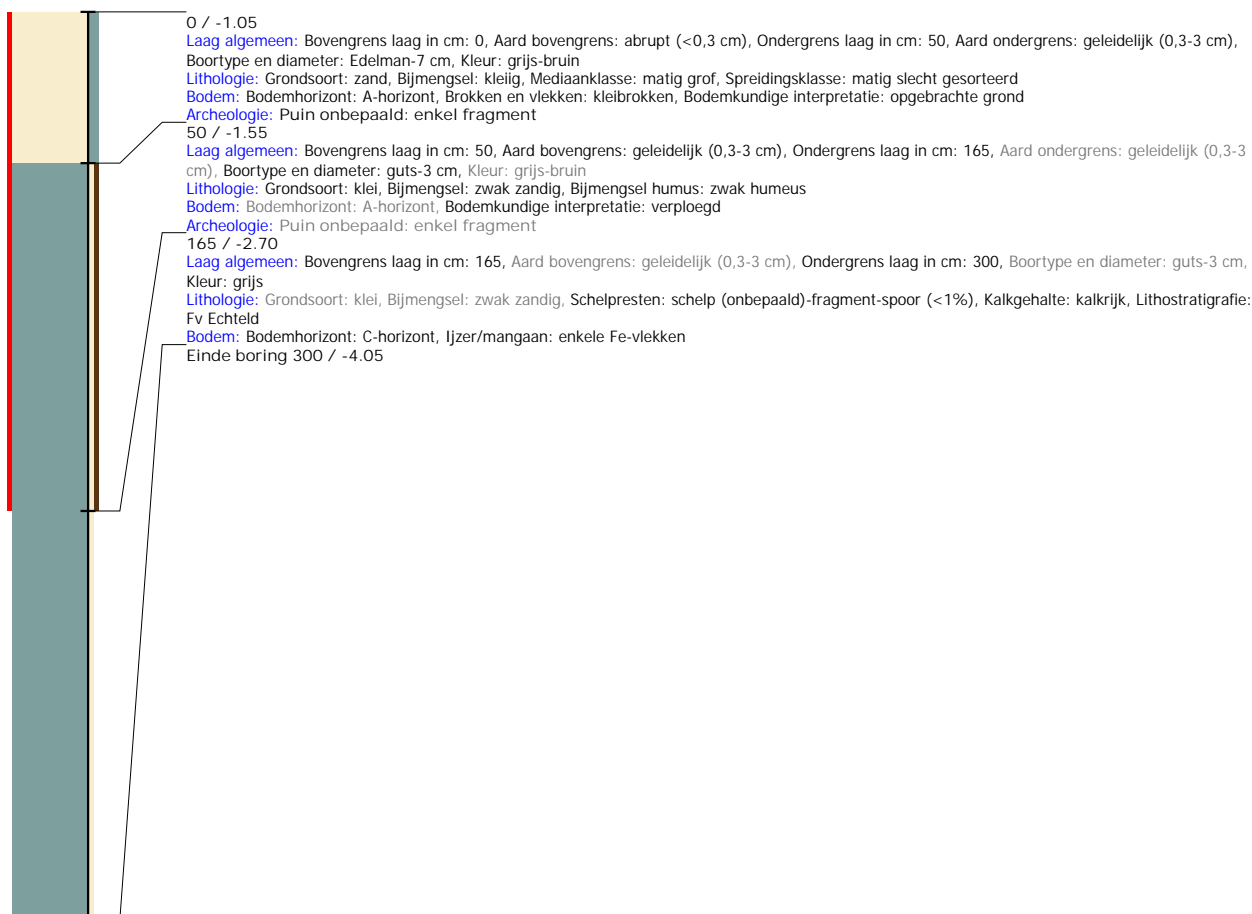 0 / -1.05
Laag algemeen: Bovengrens laag in cm: 0, Aard bovengrens: abrupt (<0,3 cm), Ondergrens laag in cm: 50, Aard ondergrens: geleidelijk (0,3-3 cm),
Boortype en diameter: Edelman-7 cm, Kleur: grijs-bruin
Lithologie: Grondsoort: zand, Bijmengsel: kleiig, Mediaanklasse: matig grof, Spreidingsklasse: matig slecht gesorteerd
Bodem: Bodemhorizont: A-horizont, Brokken en vlekken: kleibrokken, Bodemkundige interpretatie: opgebrachte grond
Archeologie: Puin onbepaald: enkel fragment
50 / -1.55
Laag algemeen: Bovengrens laag in cm: 50, Aard bovengrens: geleidelijk (0,3-3 cm), Ondergrens laag in cm: 165, Aard ondergrens: geleidelijk (0,3-3
cm), Boortype en diameter: guts-3 cm, Kleur: grijs-bruin
Lithologie: Grondsoort: klei, Bijmengsel: zwak zandig, Bijmengsel humus: zwak humeus
Bodem: Bodemhorizont: A-horizont, Bodemkundige interpretatie: verploegd
Archeologie: Puin onbepaald: enkel fragment
165 / -2.70
Laag algemeen: Bovengrens laag in cm: 165, Aard bovengrens: geleidelijk (0,3-3 cm), Ondergrens laag in cm: 300, Boortype en diameter: guts-3 cm,
Kleur: grijs
Lithologie: Grondsoort: klei, Bijmengsel: zwak zandig, Schelpresten: schelp (onbepaald)-fragment-spoor (<1%), Kalkgehalte: kalkrijk, Lithostratigrafie:
Fv Echteld
Bodem: Bodemhorizont: C-horizont, Ijzer/mangaan: enkele Fe-vlekken
Einde boring 300 / -4.05